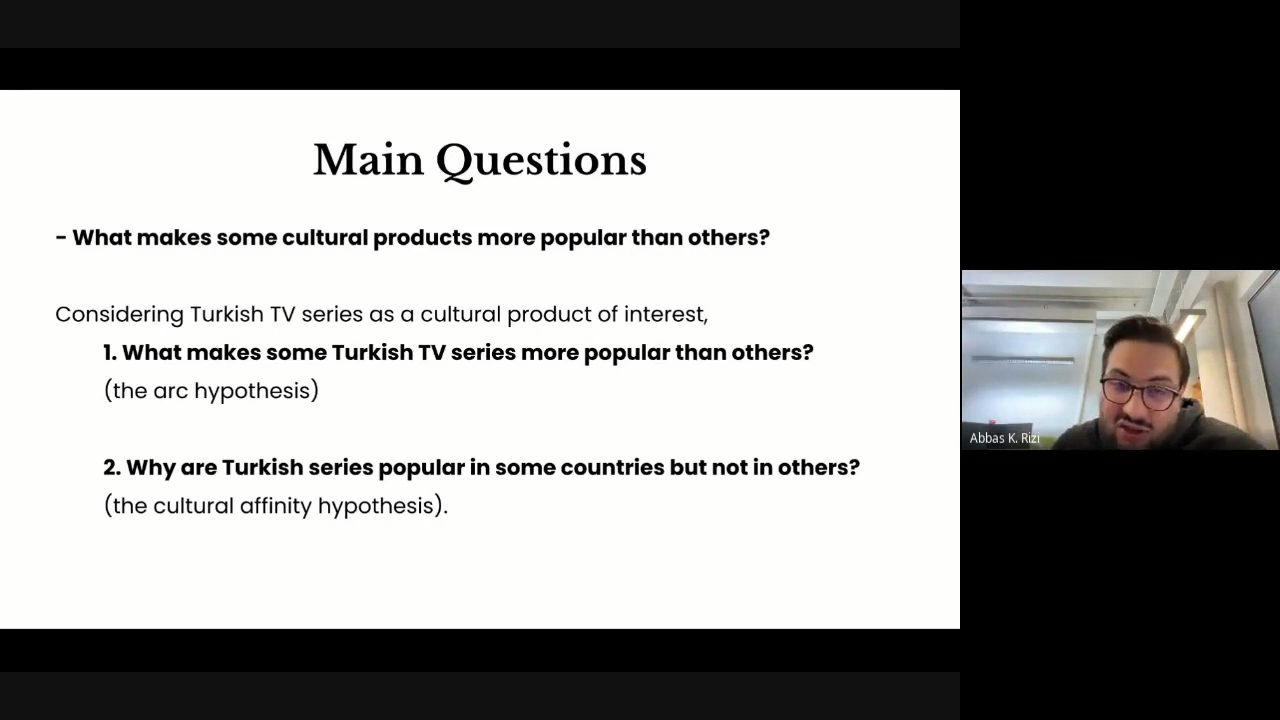 Main Questions
- What makes some cultural products more popular than others?
Considering Turkish TV series as a cultural product of interest,
1. What makes some Turkish TV series more popular than others?
(the arc hypothesis)
2. Why are Turkish series popular in some countries but not in others?
(the cultural affinity hypothesis).
Abbas K. Rizi